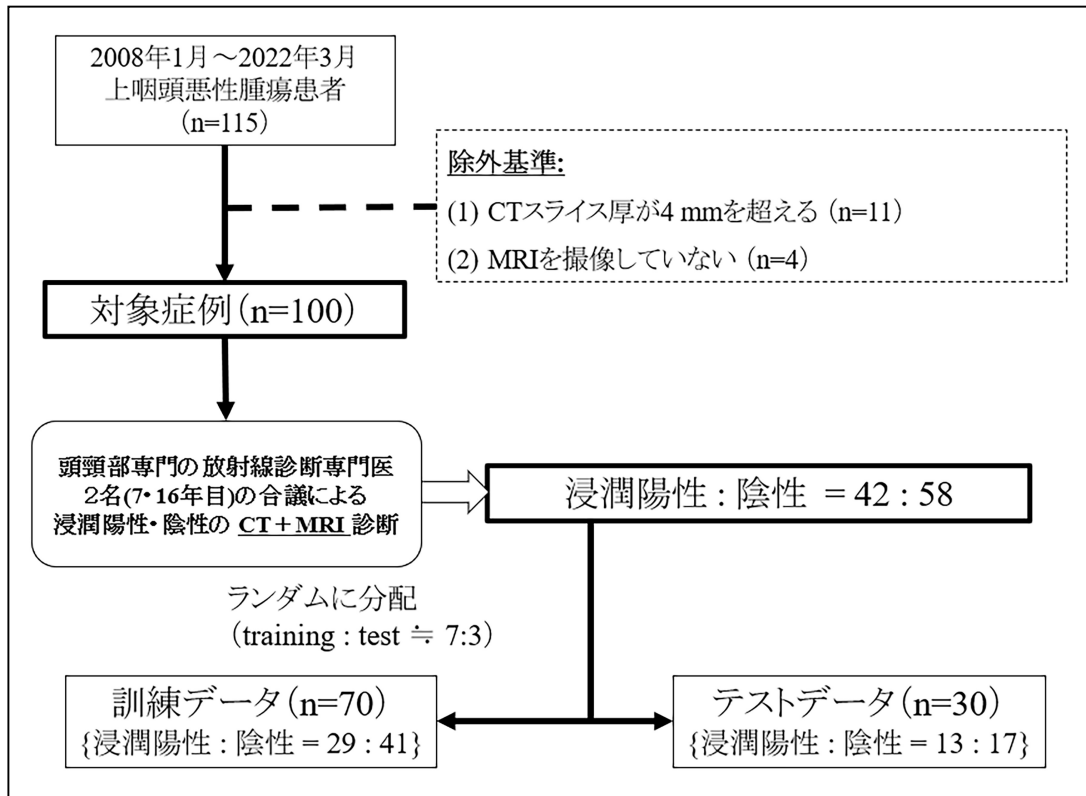 2008年1月～2022年3月
上咽頭悪性腫瘍患者
(n=115)
除外基準:
(1) CTスライス厚が4 mmを超える (n=11)
(2) MRIを撮像していない (n=4)
対象症例(n=100)
頭頸部専門の放射線診断専門医
２名(7・16年目)の合議による
浸潤陽性・陰性の CT＋MRI 診断
浸潤陽性 : 陰性 = 42 : 58
ランダムに分配
(training : test ≒ 7:3)
訓練データ(n=70)
{浸潤陽性 : 陰性 = 29 : 41}
テストデータ(n=30)
{浸潤陽性 : 陰性 = 13 : 17}